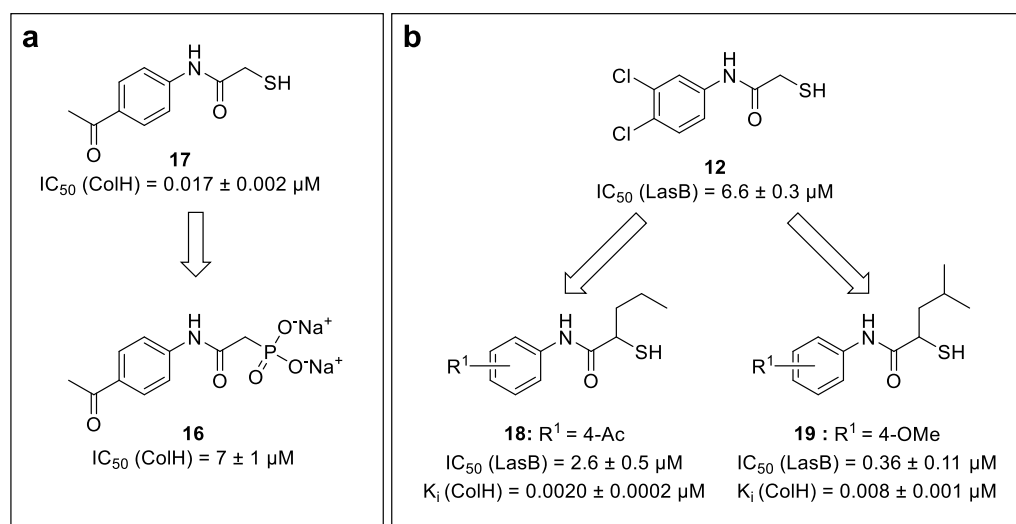 a
H
N
SH
O
O
17
IC50 (ColH) = 0.017 ± 0.002 µM
H
N
O
P
O-Na+
O-Na+
O
O
16
IC50 (ColH) = 7 ± 1 µM
b
Cl
Cl
H
N
SH
O
12
IC50 (LasB) = 6.6 ± 0.3 µM
H
N
SH
O
R1
18: R1 = 4-Ac
IC50 (LasB) = 2.6 ± 0.5 µM
Ki (ColH) = 0.0020 ± 0.0002 µM
H
N
SH
O
R1
19 : R1 = 4-OMe
IC50 (LasB) = 0.36 ± 0.11 µM
Ki (ColH) = 0.008 ± 0.001 µM